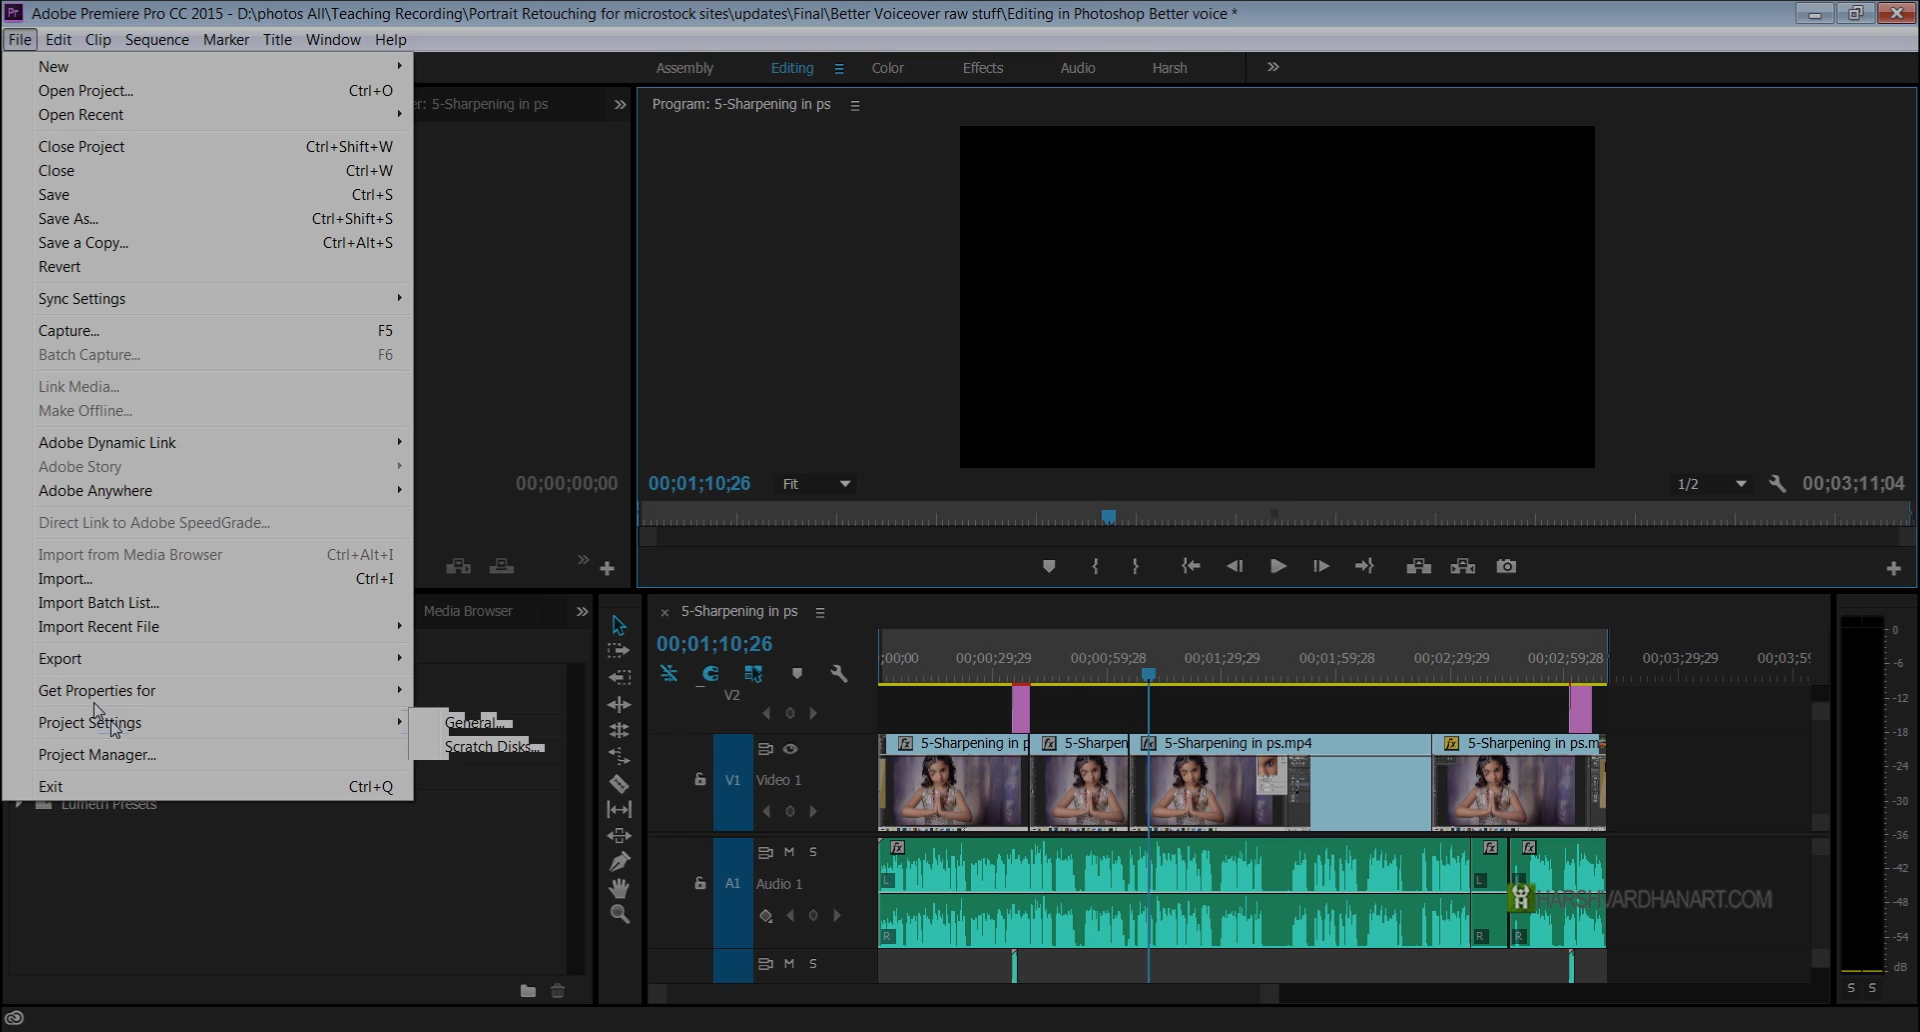 Adobe Premiere Pro CC 2015 - D:\photos All\Teaching Recording\Portrait Retouching for microstock sites\updates\Final\Better Voiceover raw stuff\Editing in Photoshop Better voice *
File Edit Clip Sequence Marker Title Window Help
New
Open Project... Ctrl+O
Open Recent
Close Project Ctrl+Shift+W
Close Ctrl+W
Save Ctrl+S
Save As... Ctrl+Shift+S
Save a Copy... Ctrl+Alt+S
Revert
Sync Settings
Capture... F5
Batch Capture... F6
Link Media...
Make Offline...
Adobe Dynamic Link
Adobe Story
Adobe Anywhere
Direct Link to Adobe SpeedGrade...
Import from Media Browser Ctrl+Alt+I
Import... Ctrl+I
Import Batch List...
Import Recent File
Export
Get Properties for
Project Settings
General...
Scratch Disks...
Project Manager...
Exit Ctrl+Q
Lumetri Presets
Assembly Editing Color Effects Audio Harsh
er: 5-Sharpening in ps
00;00;00;00
Program: 5-Sharpening in ps
00;01;10;26 Fit 1/2 00;03;11;04
Media Browser
5-Sharpening in ps
00;01;10;26
;00;00 00;00;29;29 00;00;59;28 00;01;29;29 00;01;59;28 00;02;29;29 00;02;59;28 00;03;29;29 00;03;59
V2
fx 5-Sharpening in p fx 5-Sharpen fx 5-Sharpening in ps.mp4 fx 5-Sharpening in ps.m
V1 Video 1
M S
fx fx fx
A1 Audio 1
L L L
R R R
M S
HARSHVARDHANART.COM
0
-6
-12
-18
-24
-30
-36
-42
-48
-54
dB
S S